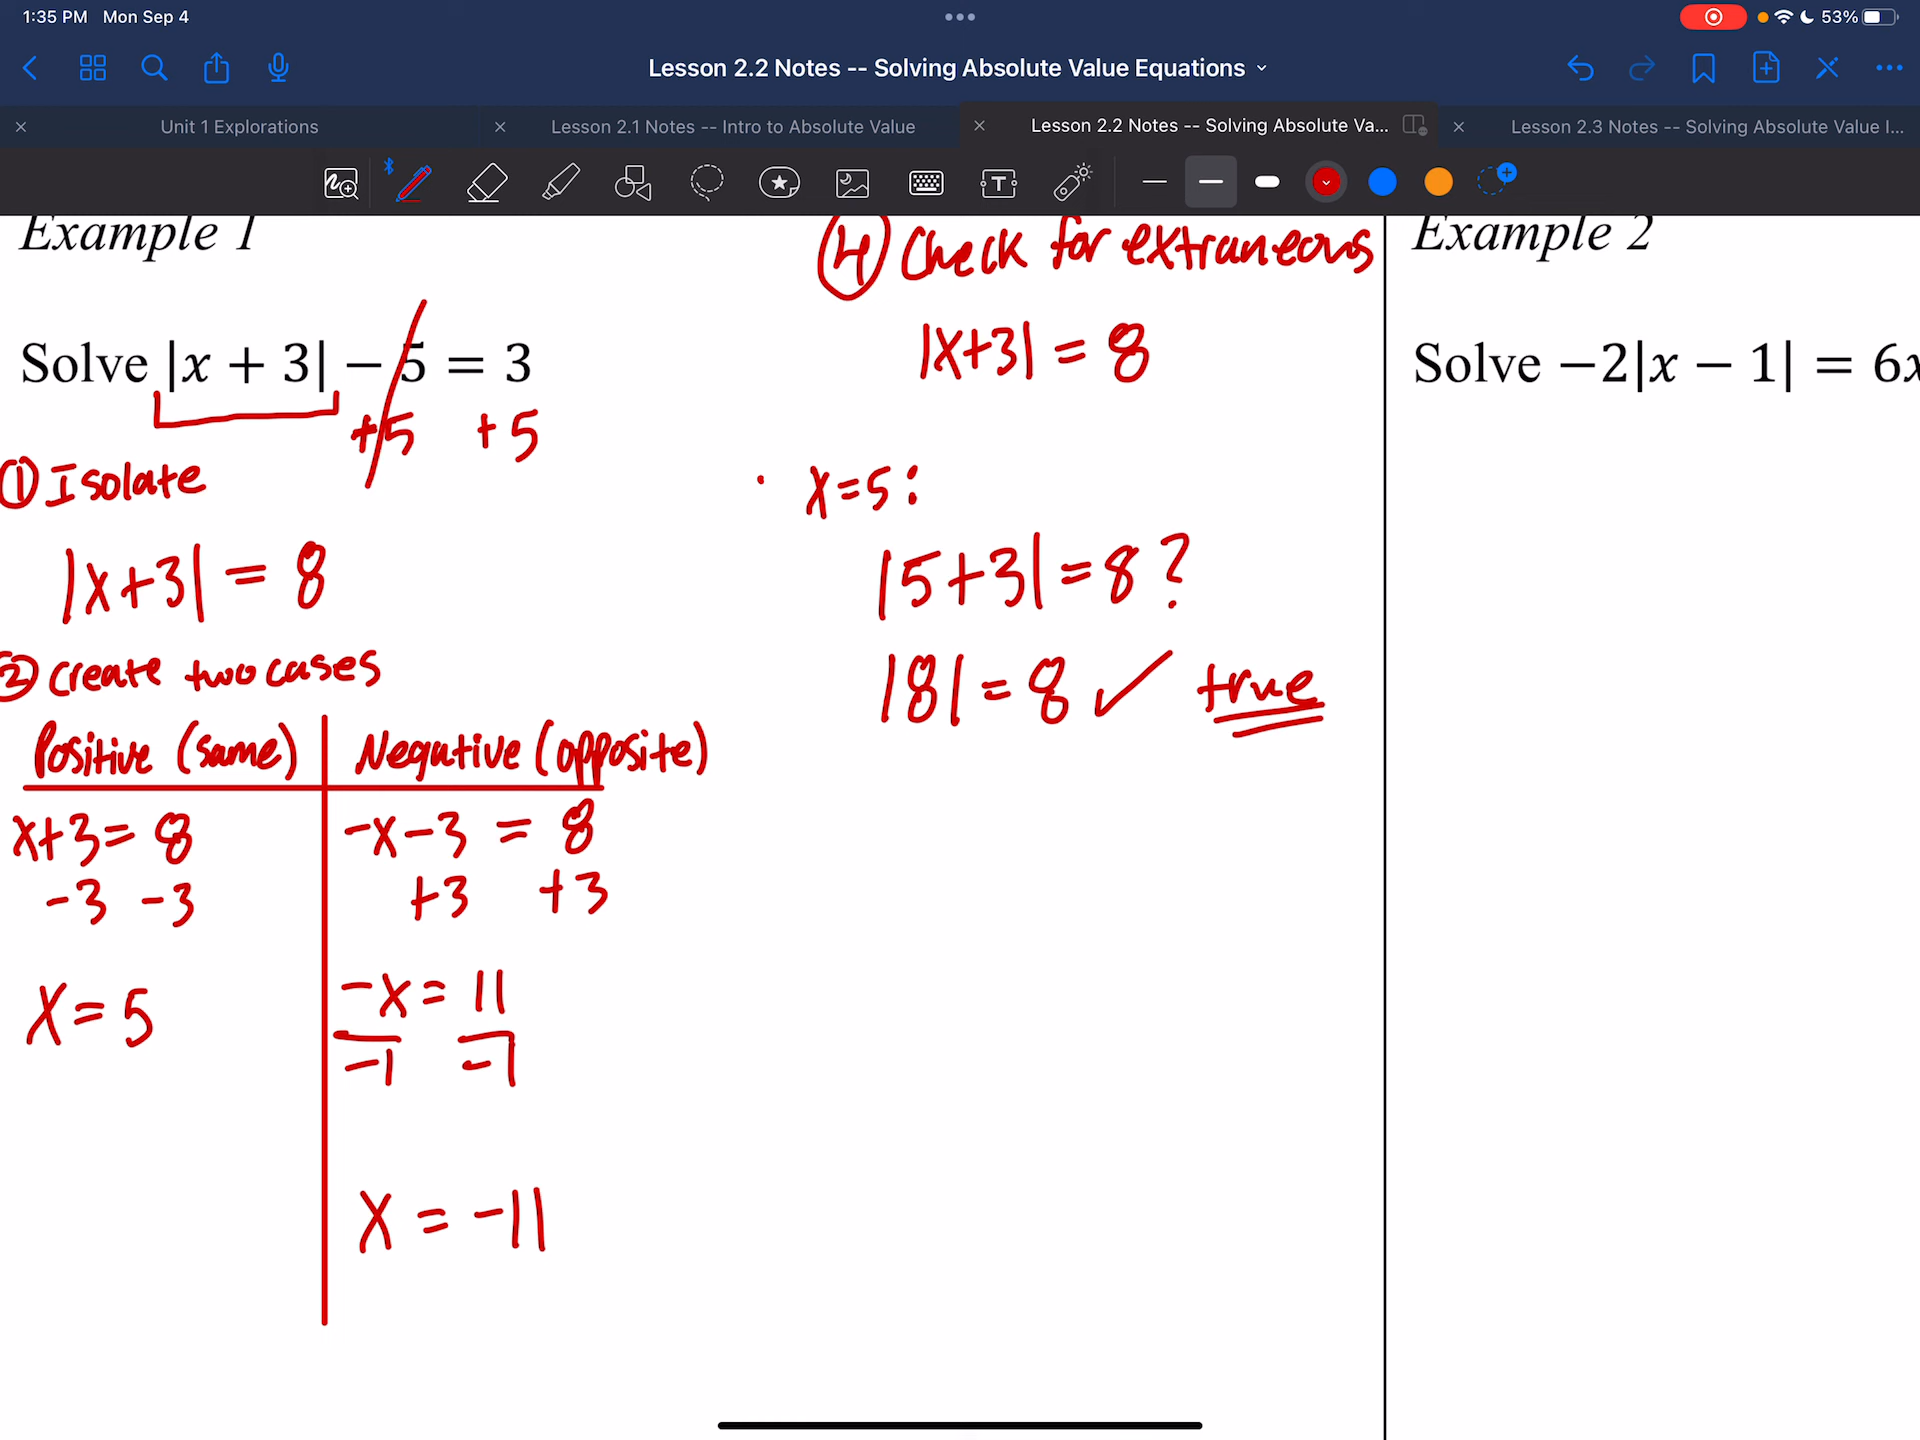 1:35 PM Mon Sep 4
53%
Lesson 2.2 Notes -- Solving Absolute Value Equations
Unit 1 Explorations
Lesson 2.1 Notes -- Intro to Absolute Value
Lesson 2.2 Notes -- Solving Absolute Va...
Lesson 2.3 Notes -- Solving Absolute Value I...
Example 1
Solve |x + 3| − 5 = 3
+5 +5
① Isolate
|x+3| = 8
② Create two cases
Positive (same)
Negative (opposite)
x+3 = 8
-3 -3
x = 5
-x-3 = 8
+3 +3
-x = 11
-1 -1
x = -11
④ Check for extraneous
|x+3| = 8
· x=5:
|5+3|=8?
|8| = 8 ✓ true
Example 2
Solve −2|x − 1| = 6x